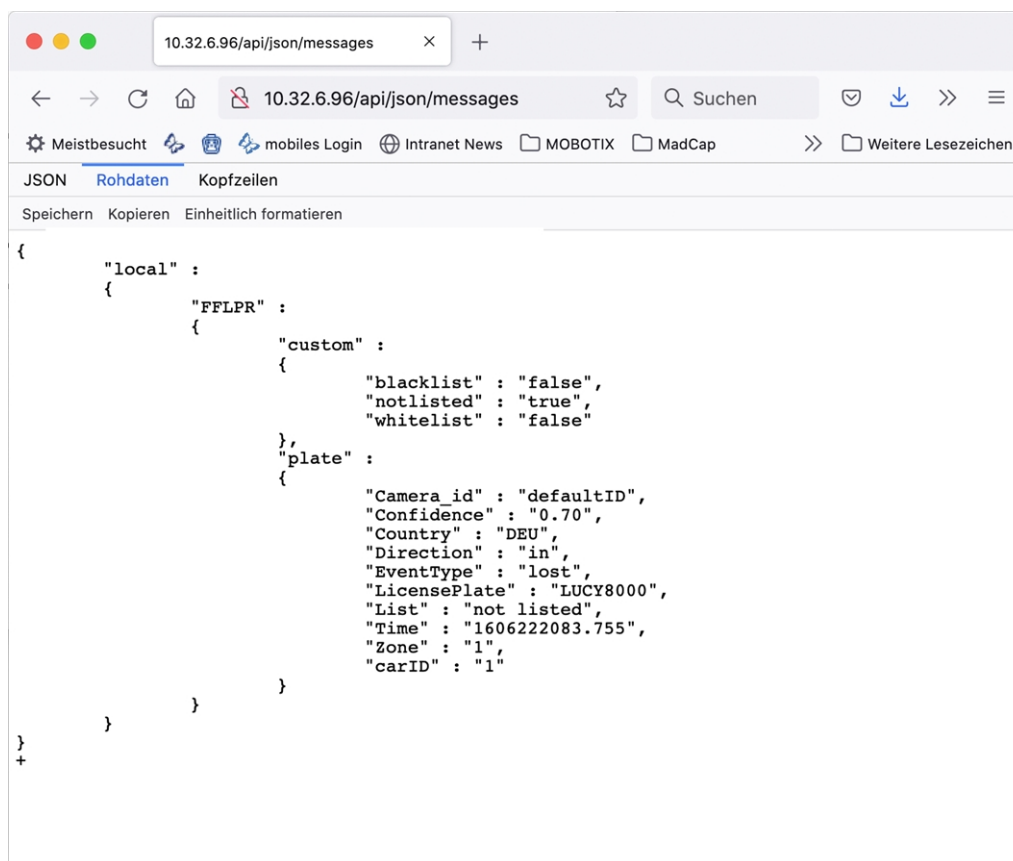 10.32.6.96/api/json/messages
10.32.6.96/api/json/messages Suchen
Meistbesucht mobiles Login Intranet News MOBOTIX MadCap Weitere Lesezeichen
JSON Rohdaten Kopfzeilen
Speichern Kopieren Einheitlich formatieren
{
"local" :
{
"FFLPR" :
{
"custom" :
{
"blacklist" : "false",
"notlisted" : "true",
"whitelist" : "false"
},
"plate" :
{
"Camera_id" : "defaultID",
"Confidence" : "0.70",
"Country" : "DEU",
"Direction" : "in",
"EventType" : "lost",
"LicensePlate" : "LUCY8000",
"List" : "not listed",
"Time" : "1606222083.755",
"Zone" : "1",
"carID" : "1"
}
}
}
}
+